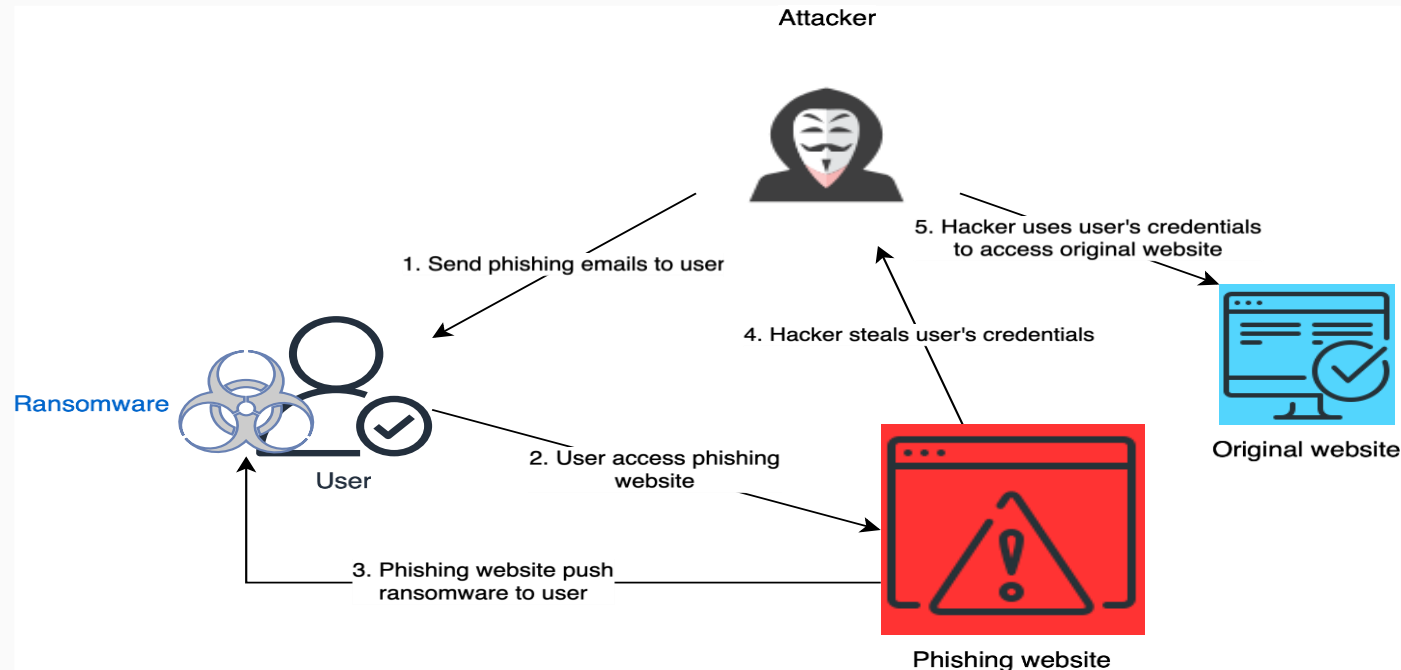 Attacker
5. Hacker uses user's credentials
to access original website
1. Send phishing emails to user
4. Hacker steals user's credentials
Ransomware
Original website
User
2. User access phishing
website
3. Phishing website push
ransomware to user
Phishing website